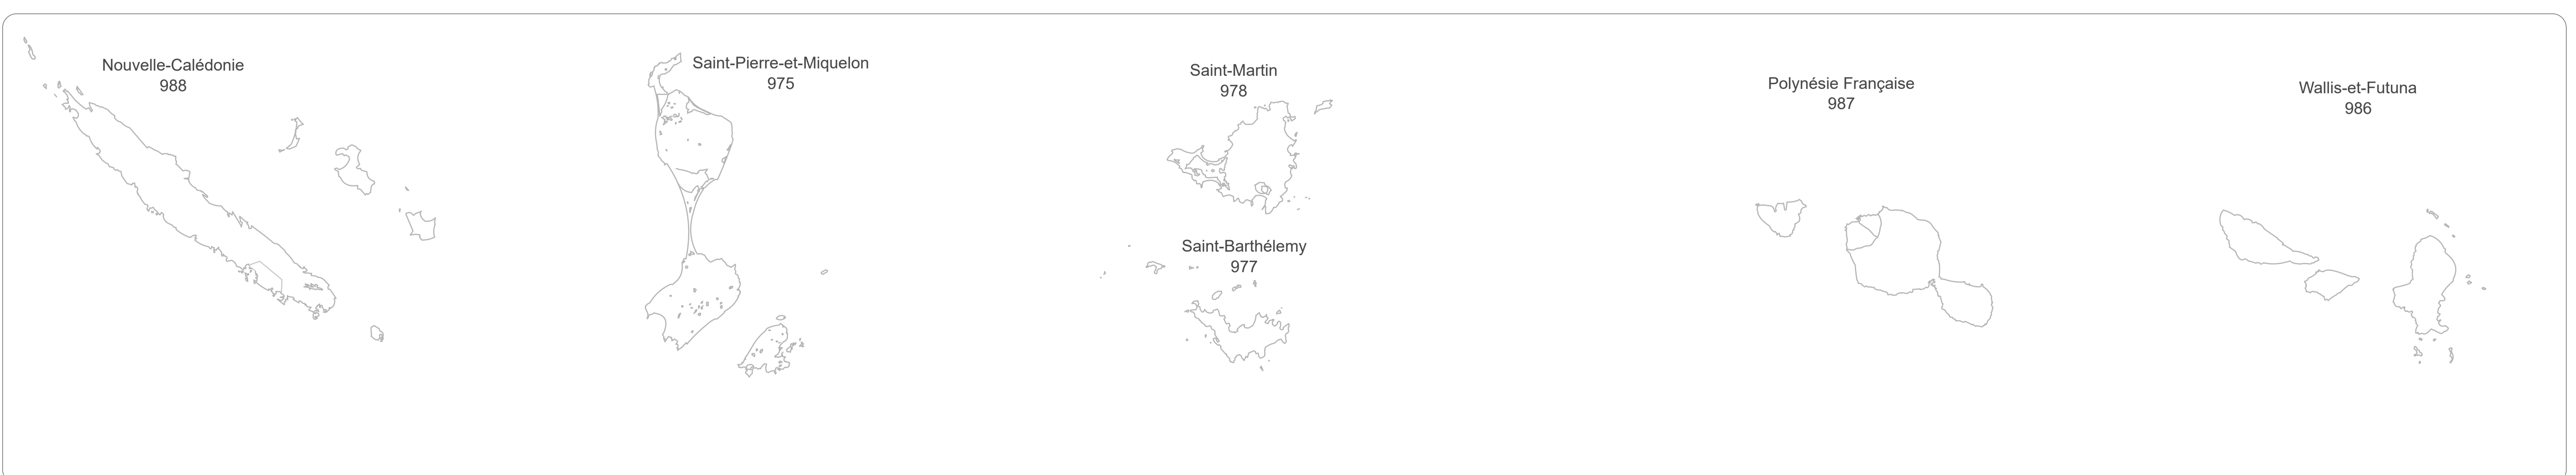 Nouvelle-Calédonie
988
Saint-Pierre-et-Miquelon
975
Saint-Martin
978
Saint-Barthélemy
977
Polynésie Française
987
Wallis-et-Futuna
986